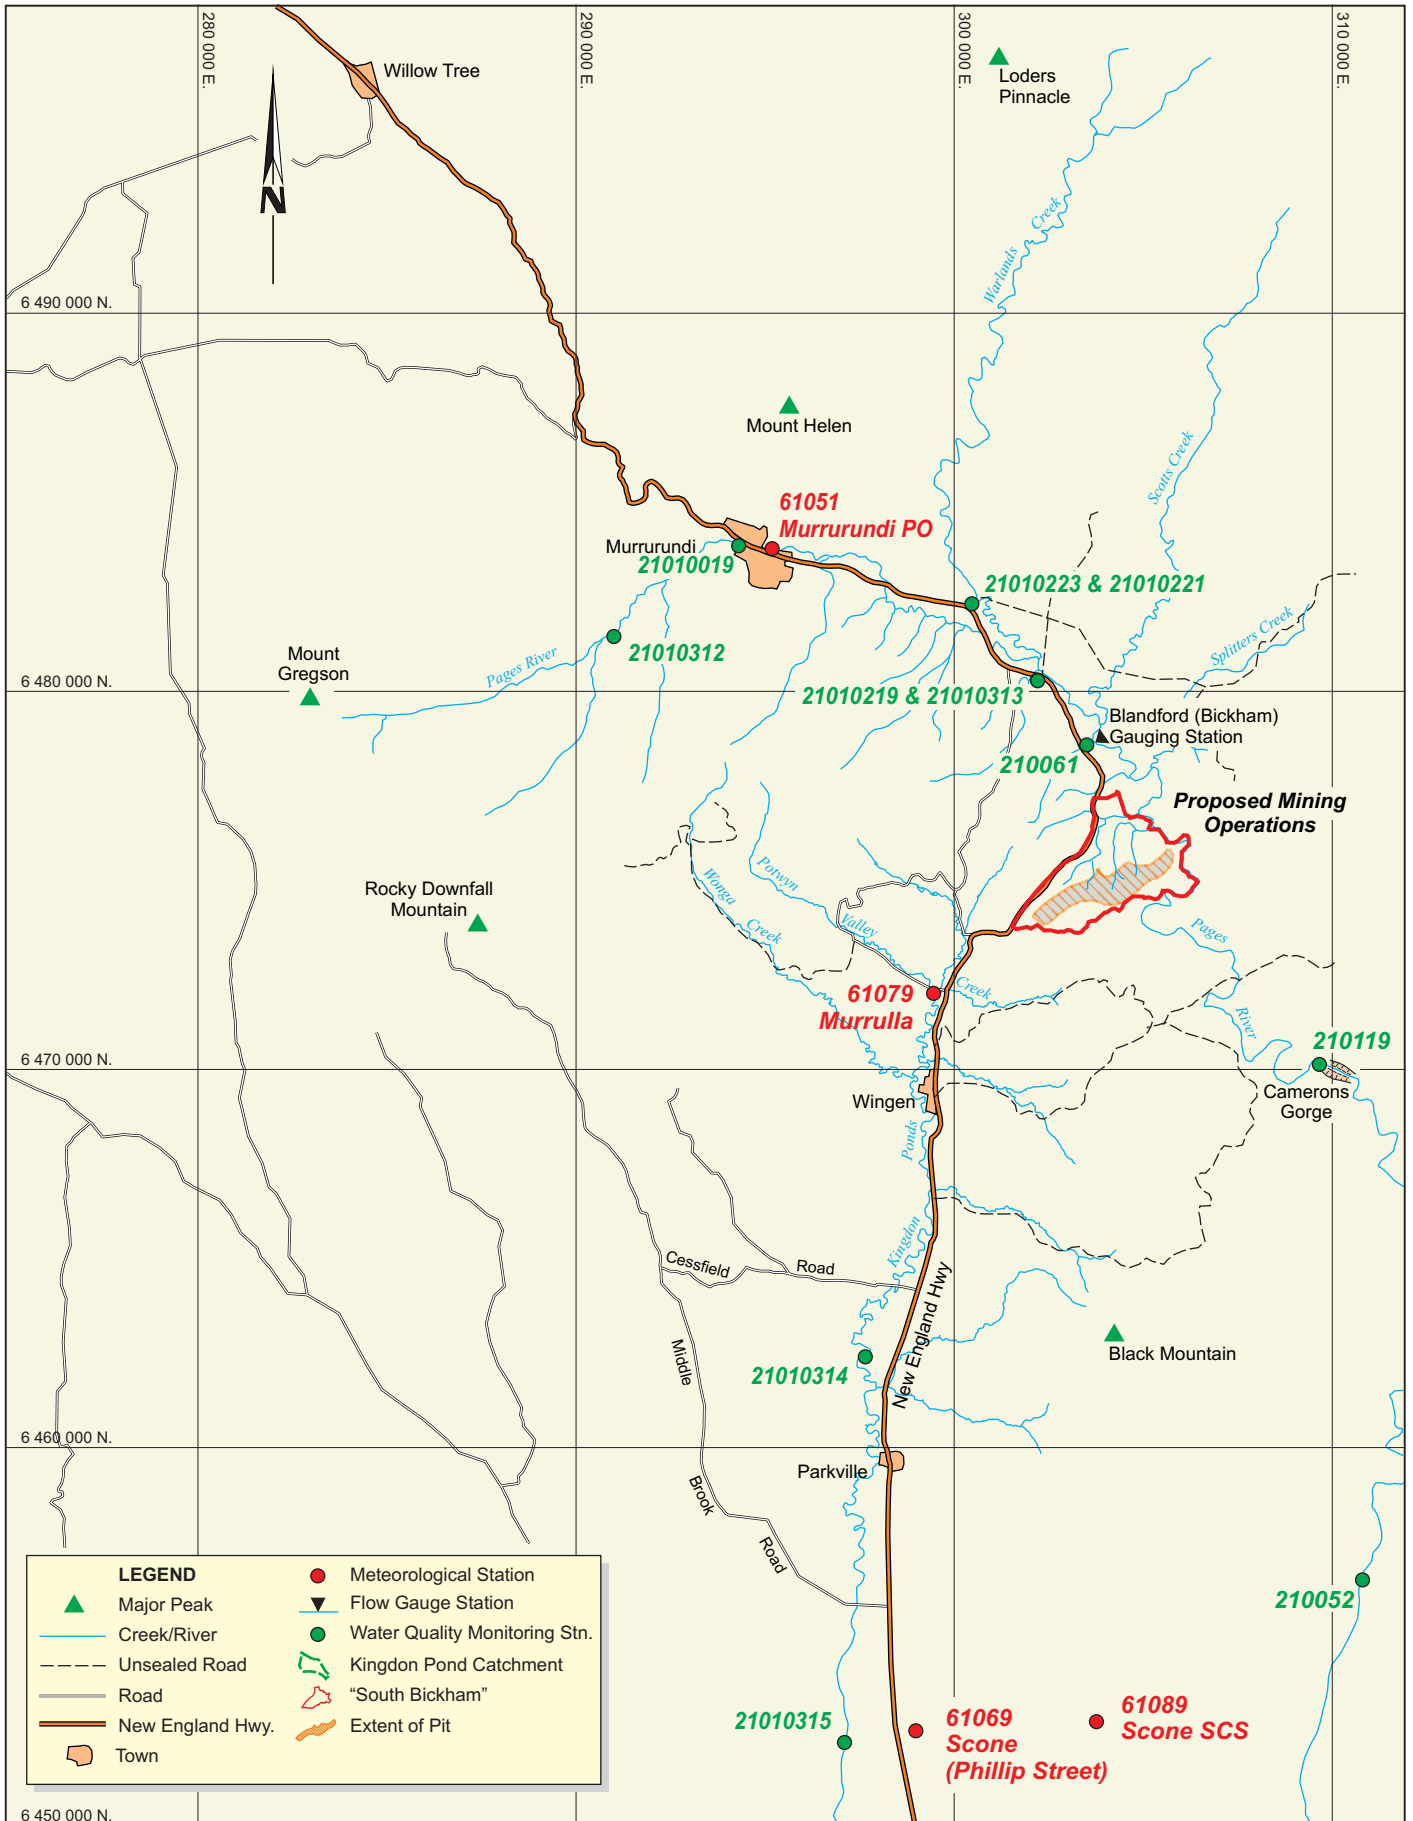 280 000 E.
290 000 E.
300 000 E.
310 000 E.
Willow Tree
Loders
Pinnacle
N
Warlands Creek
6 490 000 N.
Mount Helen
Scotts Creek
61051
Murrurundi PO
Murrurundi
21010019
21010223 & 21010221
21010312
Splitters Creek
Mount
Gregson
Pages River
6 480 000 N.
21010219 & 21010313
Blandford (Bickham)
Gauging Station
210061
Proposed Mining
Operations
Rocky Downfall
Mountain
Wonga Creek
Potwyn Valley Creek
Pages River
61079
Murrulla
210119
6 470 000 N.
Camerons
Gorge
Wingen
Kingdon Ponds
Cessfield Road
New England Hwy
Middle Brook Road
Black Mountain
21010314
6 460 000 N.
Parkville
210052
21010315
61069
Scone
(Phillip Street)
61089
Scone SCS
LEGEND
Major Peak
Creek/River
Unsealed Road
Road
New England Hwy.
Town
Meteorological Station
Flow Gauge Station
Water Quality Monitoring Stn.
Kingdon Pond Catchment
“South Bickham”
Extent of Pit
6 450 000 N.